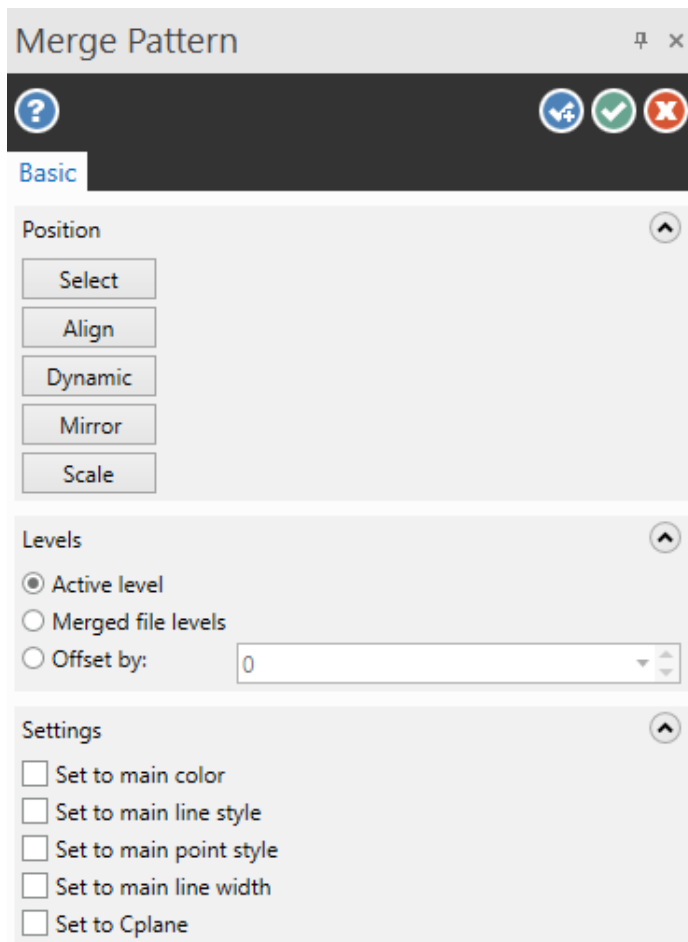 Merge Pattern
Basic
Position
Select
Align
Dynamic
Mirror
Scale
Levels
Active level
Merged file levels
Offset by: 0
Settings
Set to main color
Set to main line style
Set to main point style
Set to main line width
Set to Cplane